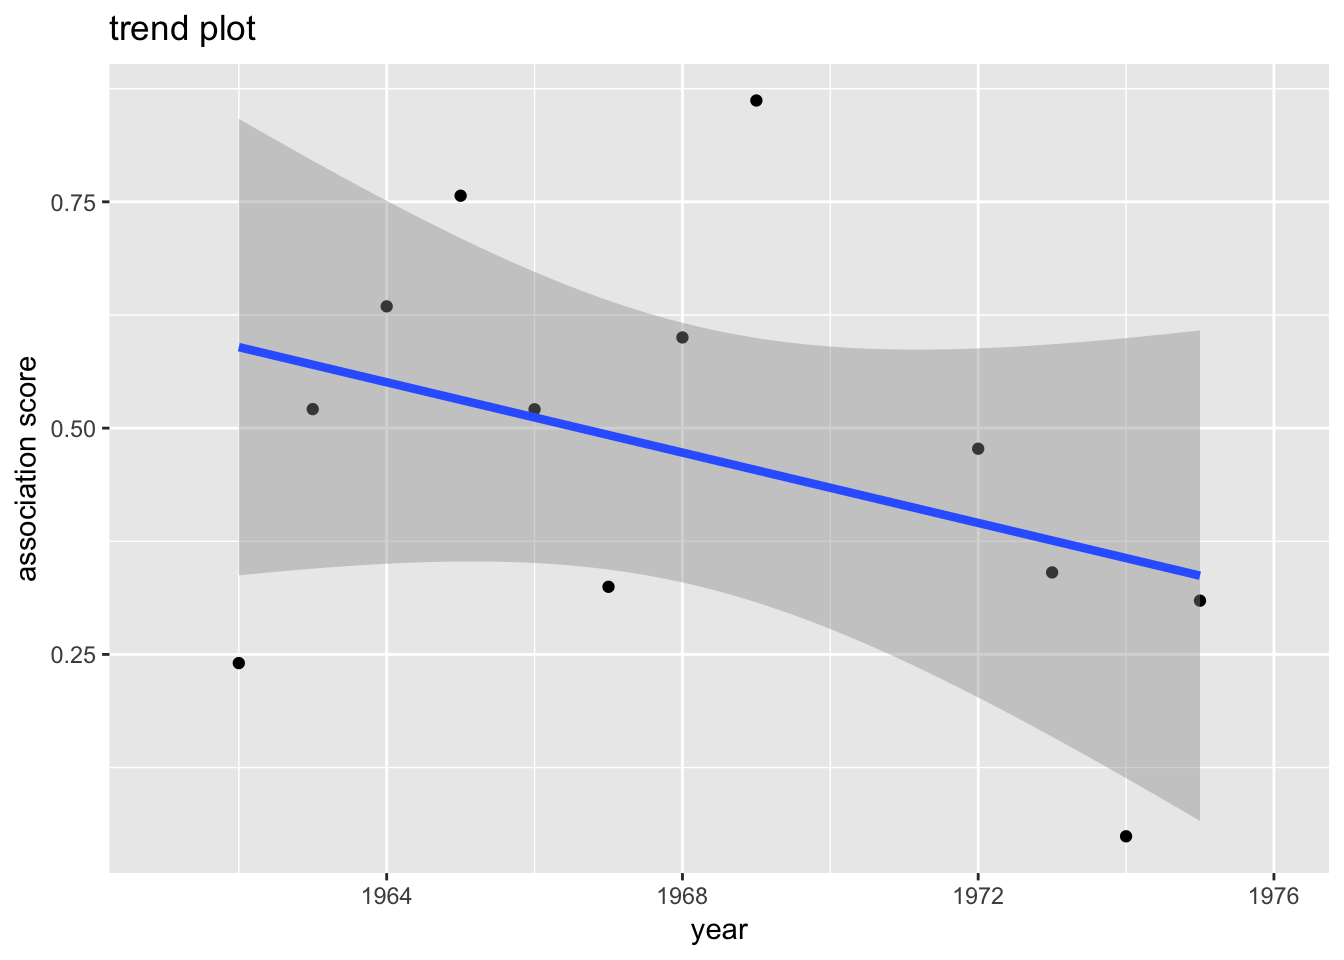 trend plot
association score
0.75
0.50
0.25
1964 1968 1972 1976
year